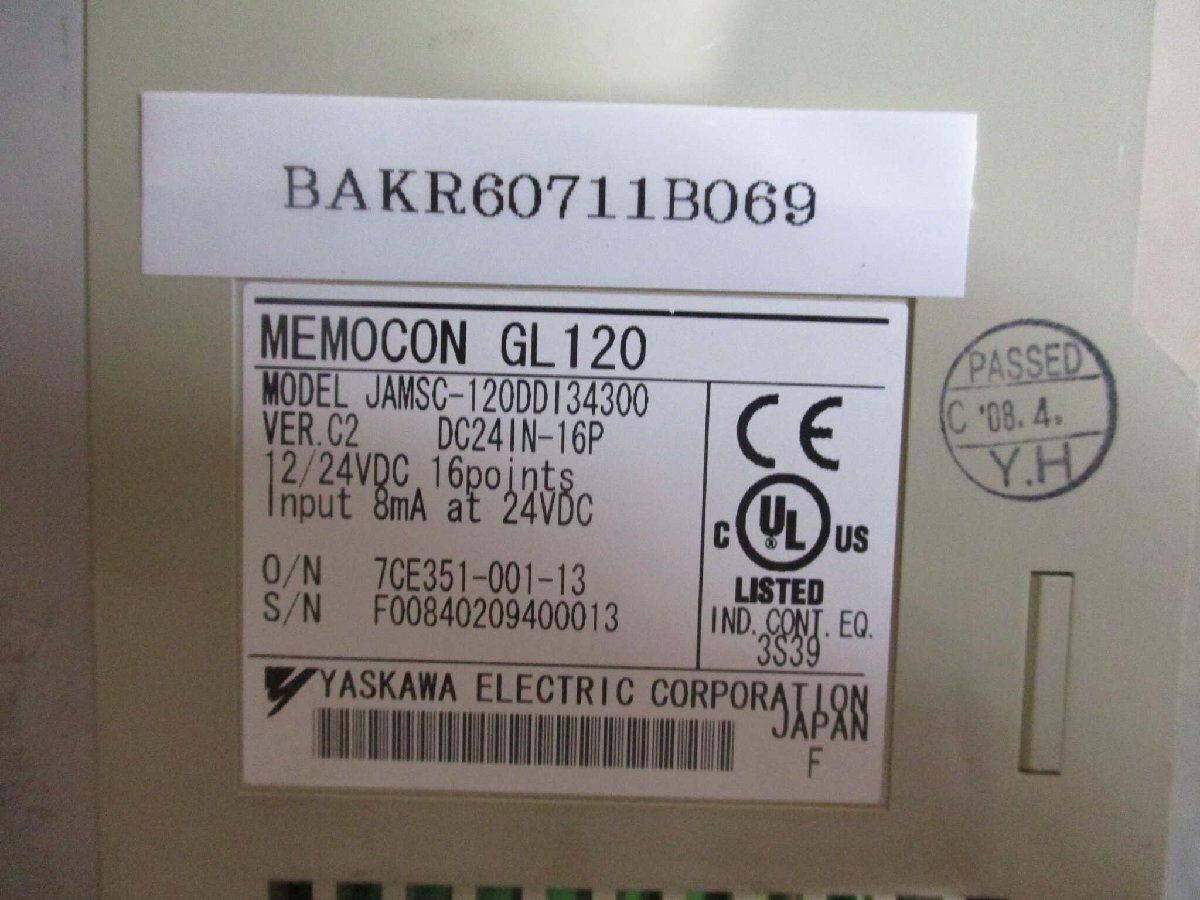 BAKR60711B069
MEMOCON GL120
MODEL JAMSC-120DDI34300
VER.C2 DC24IN-16P
12/24VDC 16points
Input 8mA at 24VDC
O/N 7CE351-001-13
S/N F00840209400013
CE
C UL® US
LISTED
IND. CONT. EQ.
3S39
YASKAWA ELECTRIC CORPORATION
JAPAN
F
PASSED
C '08.4.
Y.H